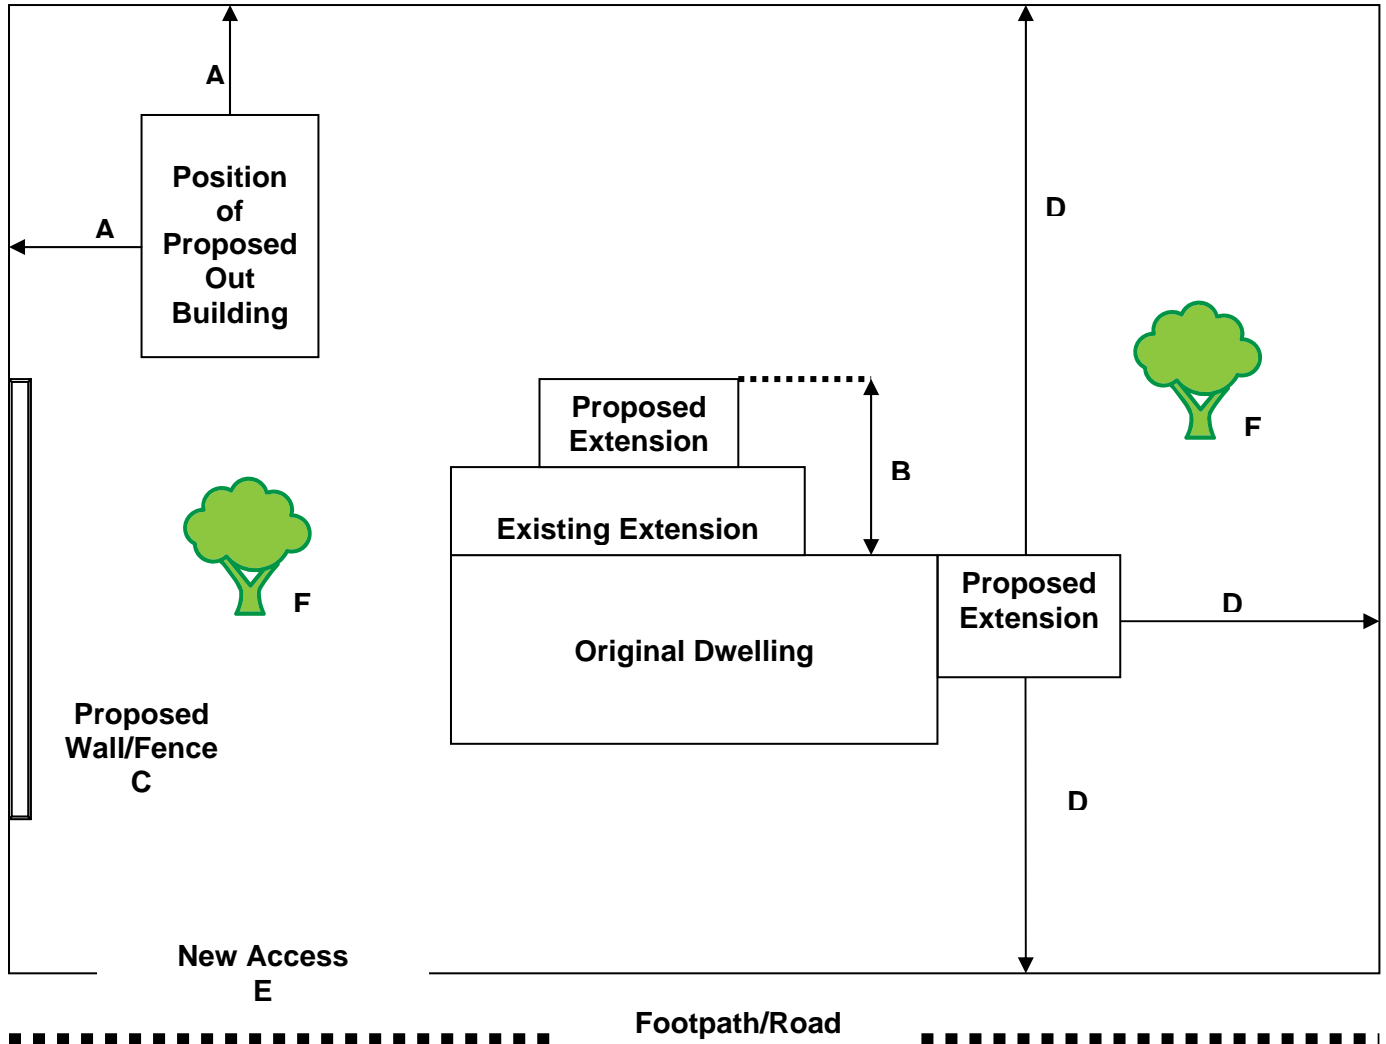 A
Position
of
Proposed
Out
Building
A
D
Proposed
Extension
F
B
Existing Extension
F
Proposed
Extension
D
Original Dwelling
Proposed
Wall/Fence
C
D
New Access
E
Footpath/Road